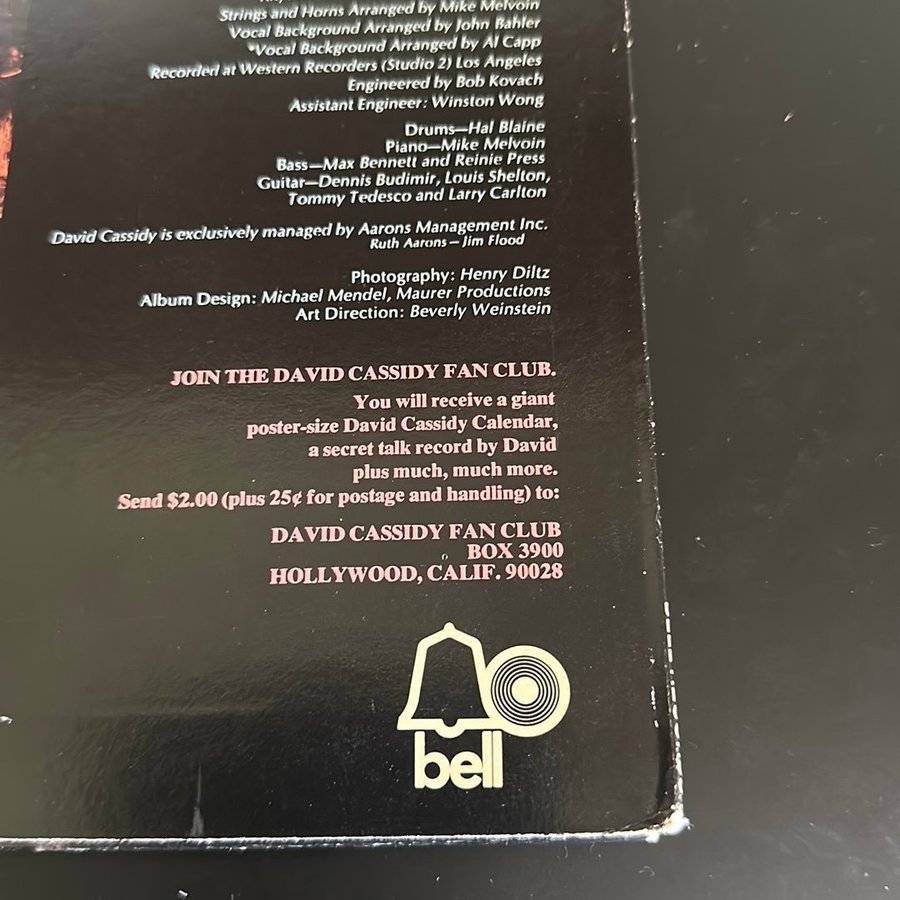 Strings and Horns Arranged by Mike Melvoin
Vocal Background Arranged by John Bahler
*Vocal Background Arranged by Al Capp
Recorded at Western Recorders (Studio 2) Los Angeles
Engineered by Bob Kovach
Assistant Engineer: Winston Wong
Drums—Hal Blaine
Piano—Mike Melvoin
Bass—Max Bennett and Reinie Press
Guitar—Dennis Budimir, Louis Shelton,
Tommy Tedesco and Larry Carlton
David Cassidy is exclusively managed by Aarons Management Inc.
Ruth Aarons – Jim Flood
Photography: Henry Diltz
Album Design: Michael Mendel, Maurer Productions
Art Direction: Beverly Weinstein
JOIN THE DAVID CASSIDY FAN CLUB.
You will receive a giant
poster-size David Cassidy Calendar,
a secret talk record by David
plus much, much more.
Send $2.00 (plus 25¢ for postage and handling) to:
DAVID CASSIDY FAN CLUB
BOX 3900
HOLLYWOOD, CALIF. 90028
bell